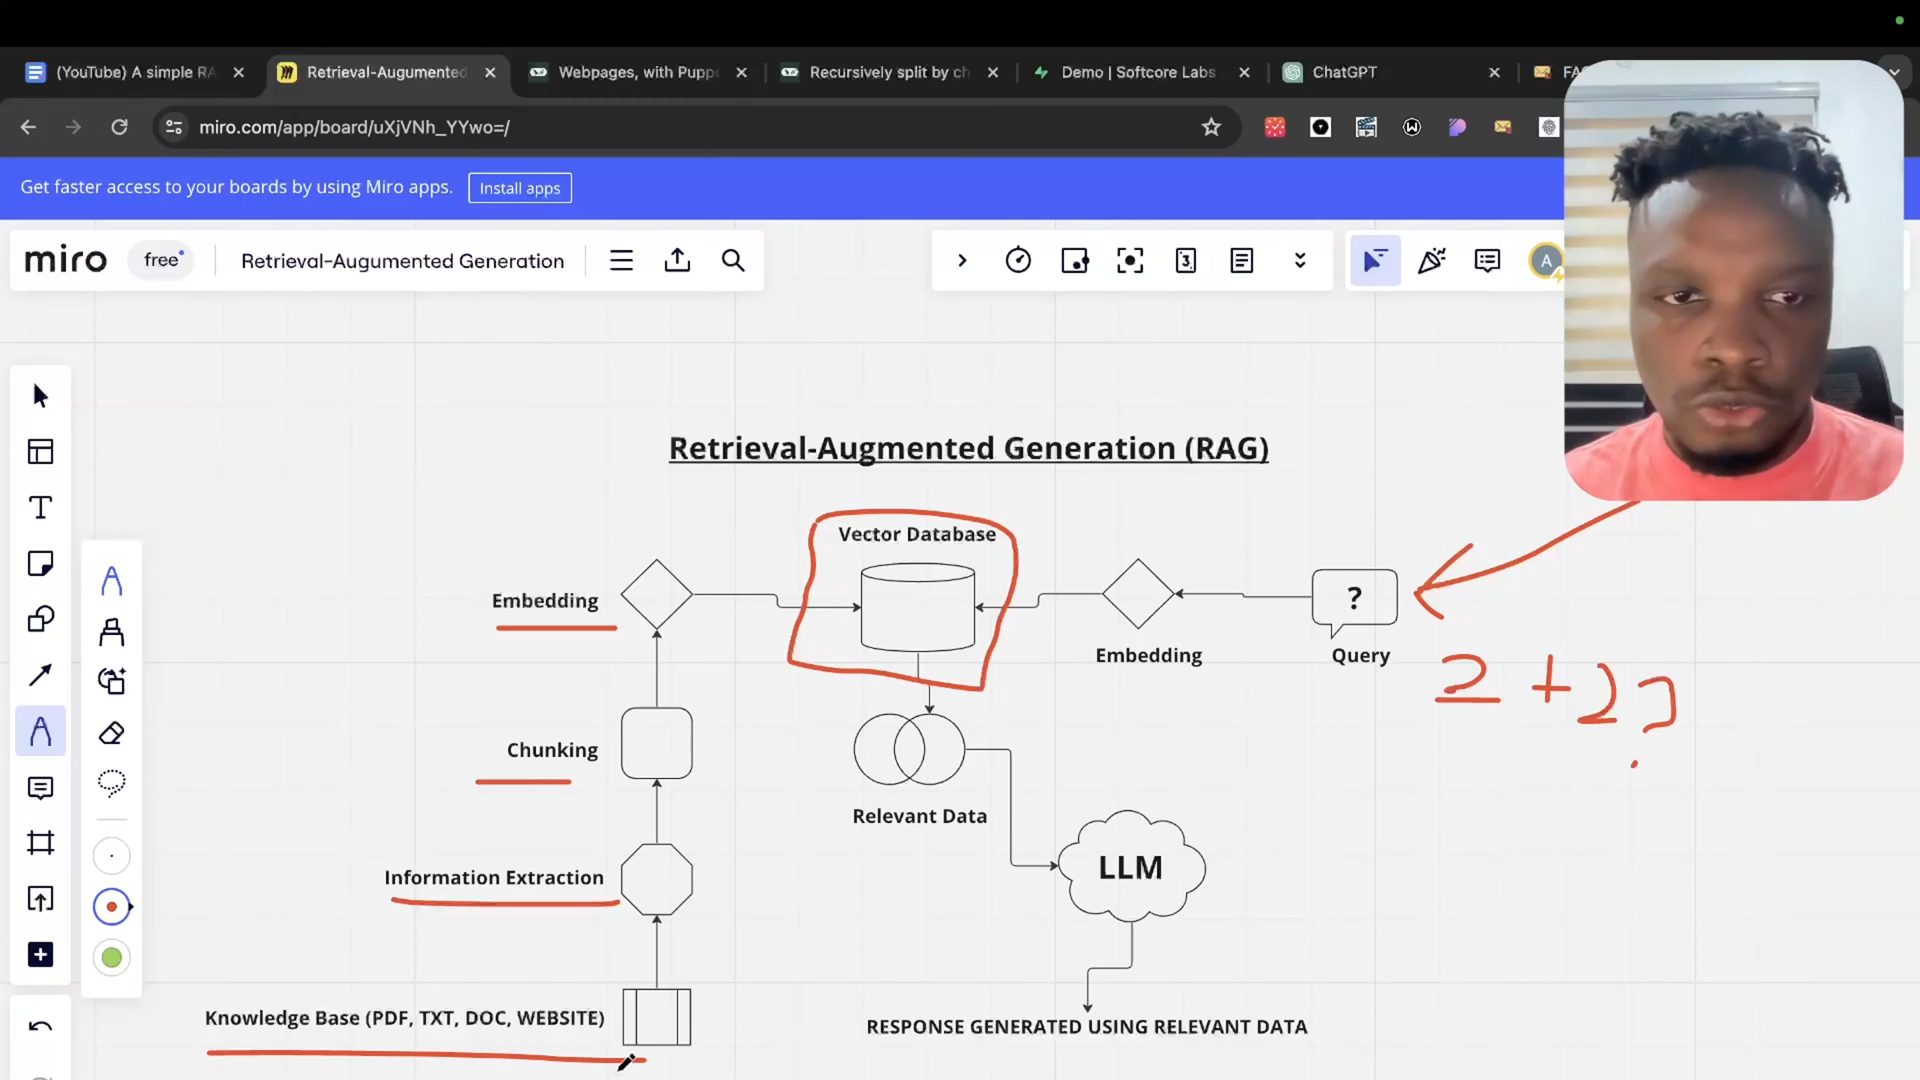 (YouTube) A simple RA
Retrieval-Augmented
Webpages, with Puppe
Recursively split by ch
Demo | Softcore Labs
ChatGPT
FA
miro.com/app/board/uXjVNh_YYwo=/
Get faster access to your boards by using Miro apps.
Install apps
miro
free
Retrieval-Augumented Generation
3
A
T
Retrieval-Augmented Generation (RAG)
Vector Database
Embedding
?
Embedding
Query
2 + 2 ?
Chunking
Relevant Data
LLM
Information Extraction
Knowledge Base (PDF, TXT, DOC, WEBSITE)
RESPONSE GENERATED USING RELEVANT DATA